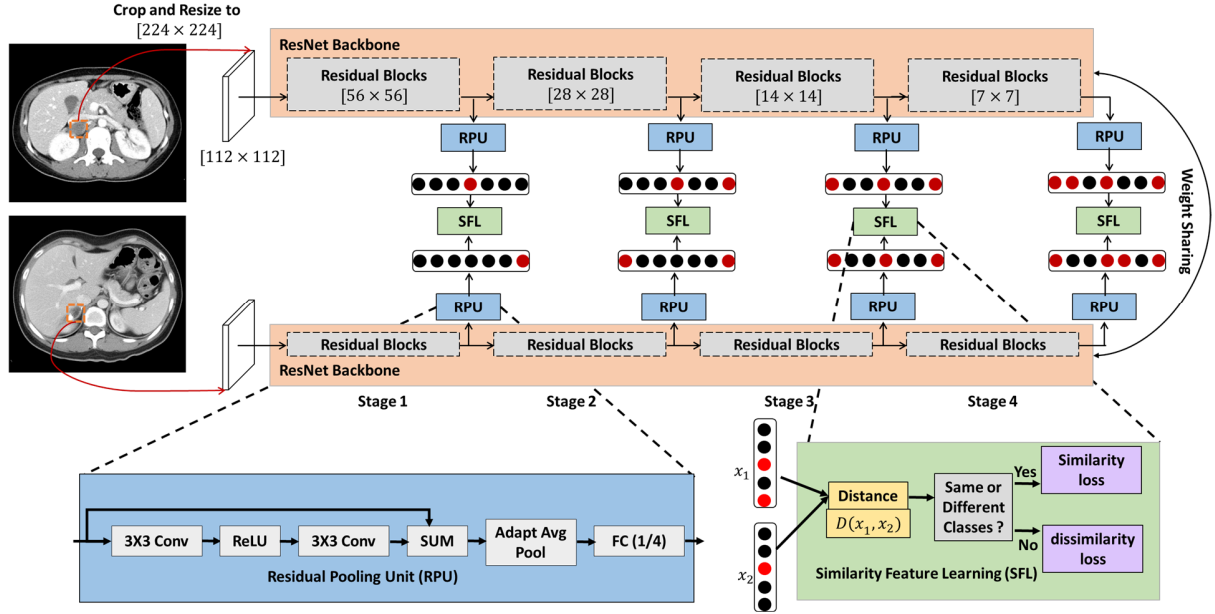 Crop and Resize to
[224 × 224]
ResNet Backbone
Residual Blocks
[56 × 56]
Residual Blocks
[28 × 28]
Residual Blocks
[14 × 14]
Residual Blocks
[7 × 7]
[112 × 112]
RPU
RPU
RPU
RPU
SFL
SFL
SFL
SFL
Weight Sharing
RPU
RPU
RPU
RPU
Residual Blocks
Residual Blocks
Residual Blocks
Residual Blocks
ResNet Backbone
Stage 1
Stage 2
Stage 3
Stage 4
3X3 Conv
ReLU
3X3 Conv
SUM
Adapt Avg
Pool
FC (1/4)
Residual Pooling Unit (RPU)
x₁
x₂
Distance
D(x₁, x₂)
Same or
Different
Classes ?
Yes
No
Similarity
loss
dissimilarity
loss
Similarity Feature Learning (SFL)